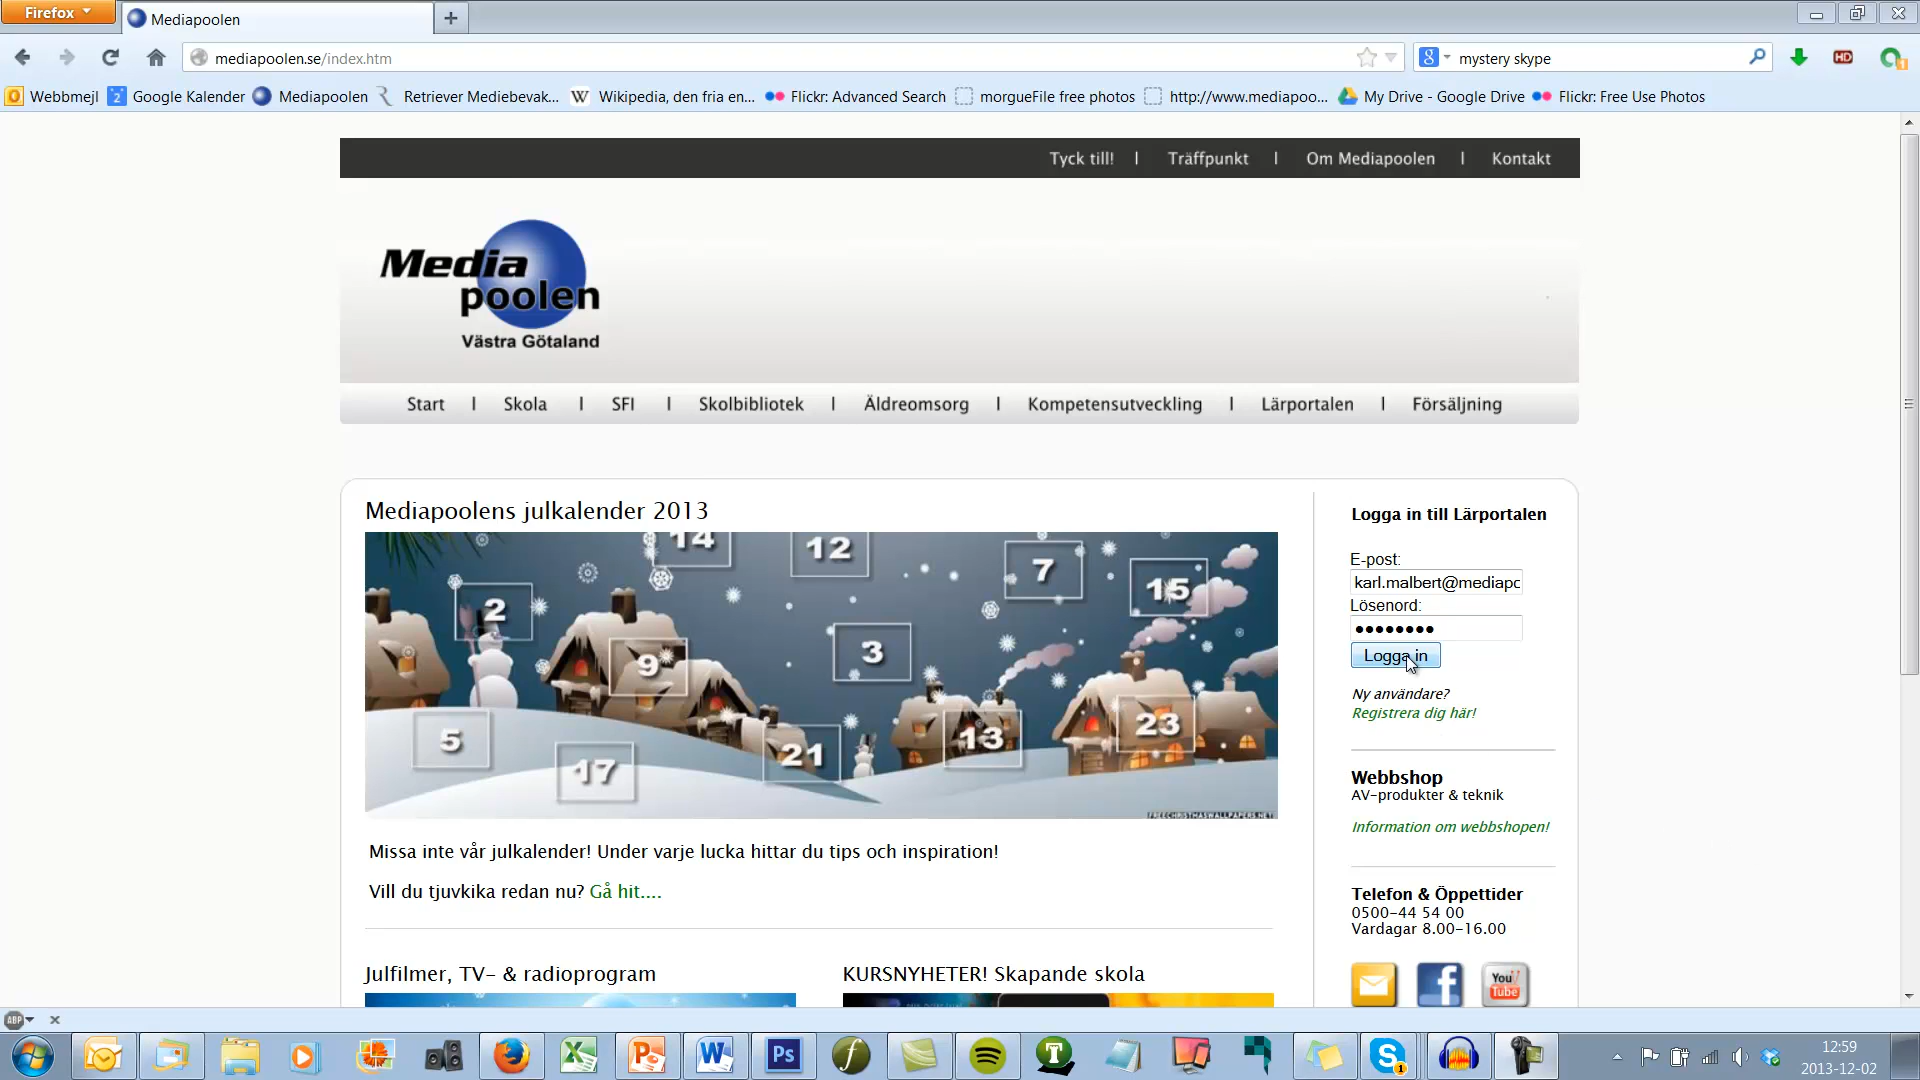 Firefox
Mediapoolen
mediapoolen.se/index.htm
mystery skype
HD
Webbmejl
Google Kalender
Mediapoolen
Retriever Mediebevak...
Wikipedia, den fria en...
Flickr: Advanced Search
morgueFile free photos
http://www.mediapoo...
My Drive - Google Drive
Flickr: Free Use Photos
Tyck till! | Träffpunkt | Om Mediapoolen | Kontakt
Media
poolen
Västra Götaland
Start | Skola | SFI | Skolbibliotek | Äldreomsorg | Kompetensutveckling | Lärportalen | Försäljning
Mediapoolens julkalender 2013
14
12
7
15
2
3
9
5
17
21
13
23
FREECHRISTMASWALLPAPERS.NET
Missa inte vår julkalender! Under varje lucka hittar du tips och inspiration!
Vill du tjuvkika redan nu? Gå hit....
Julfilmer, TV- & radioprogram
KURSNYHETER! Skapande skola
Logga in till Lärportalen
E-post:
karl.malbert@mediapo
Lösenord:
Logga in
Ny användare?
Registrera dig här!
Webbshop
AV-produkter & teknik
Information om webbshopen!
Telefon & Öppettider
0500-44 54 00
Vardagar 8.00-16.00
You
Tube
ABP
12:59
2013-12-02